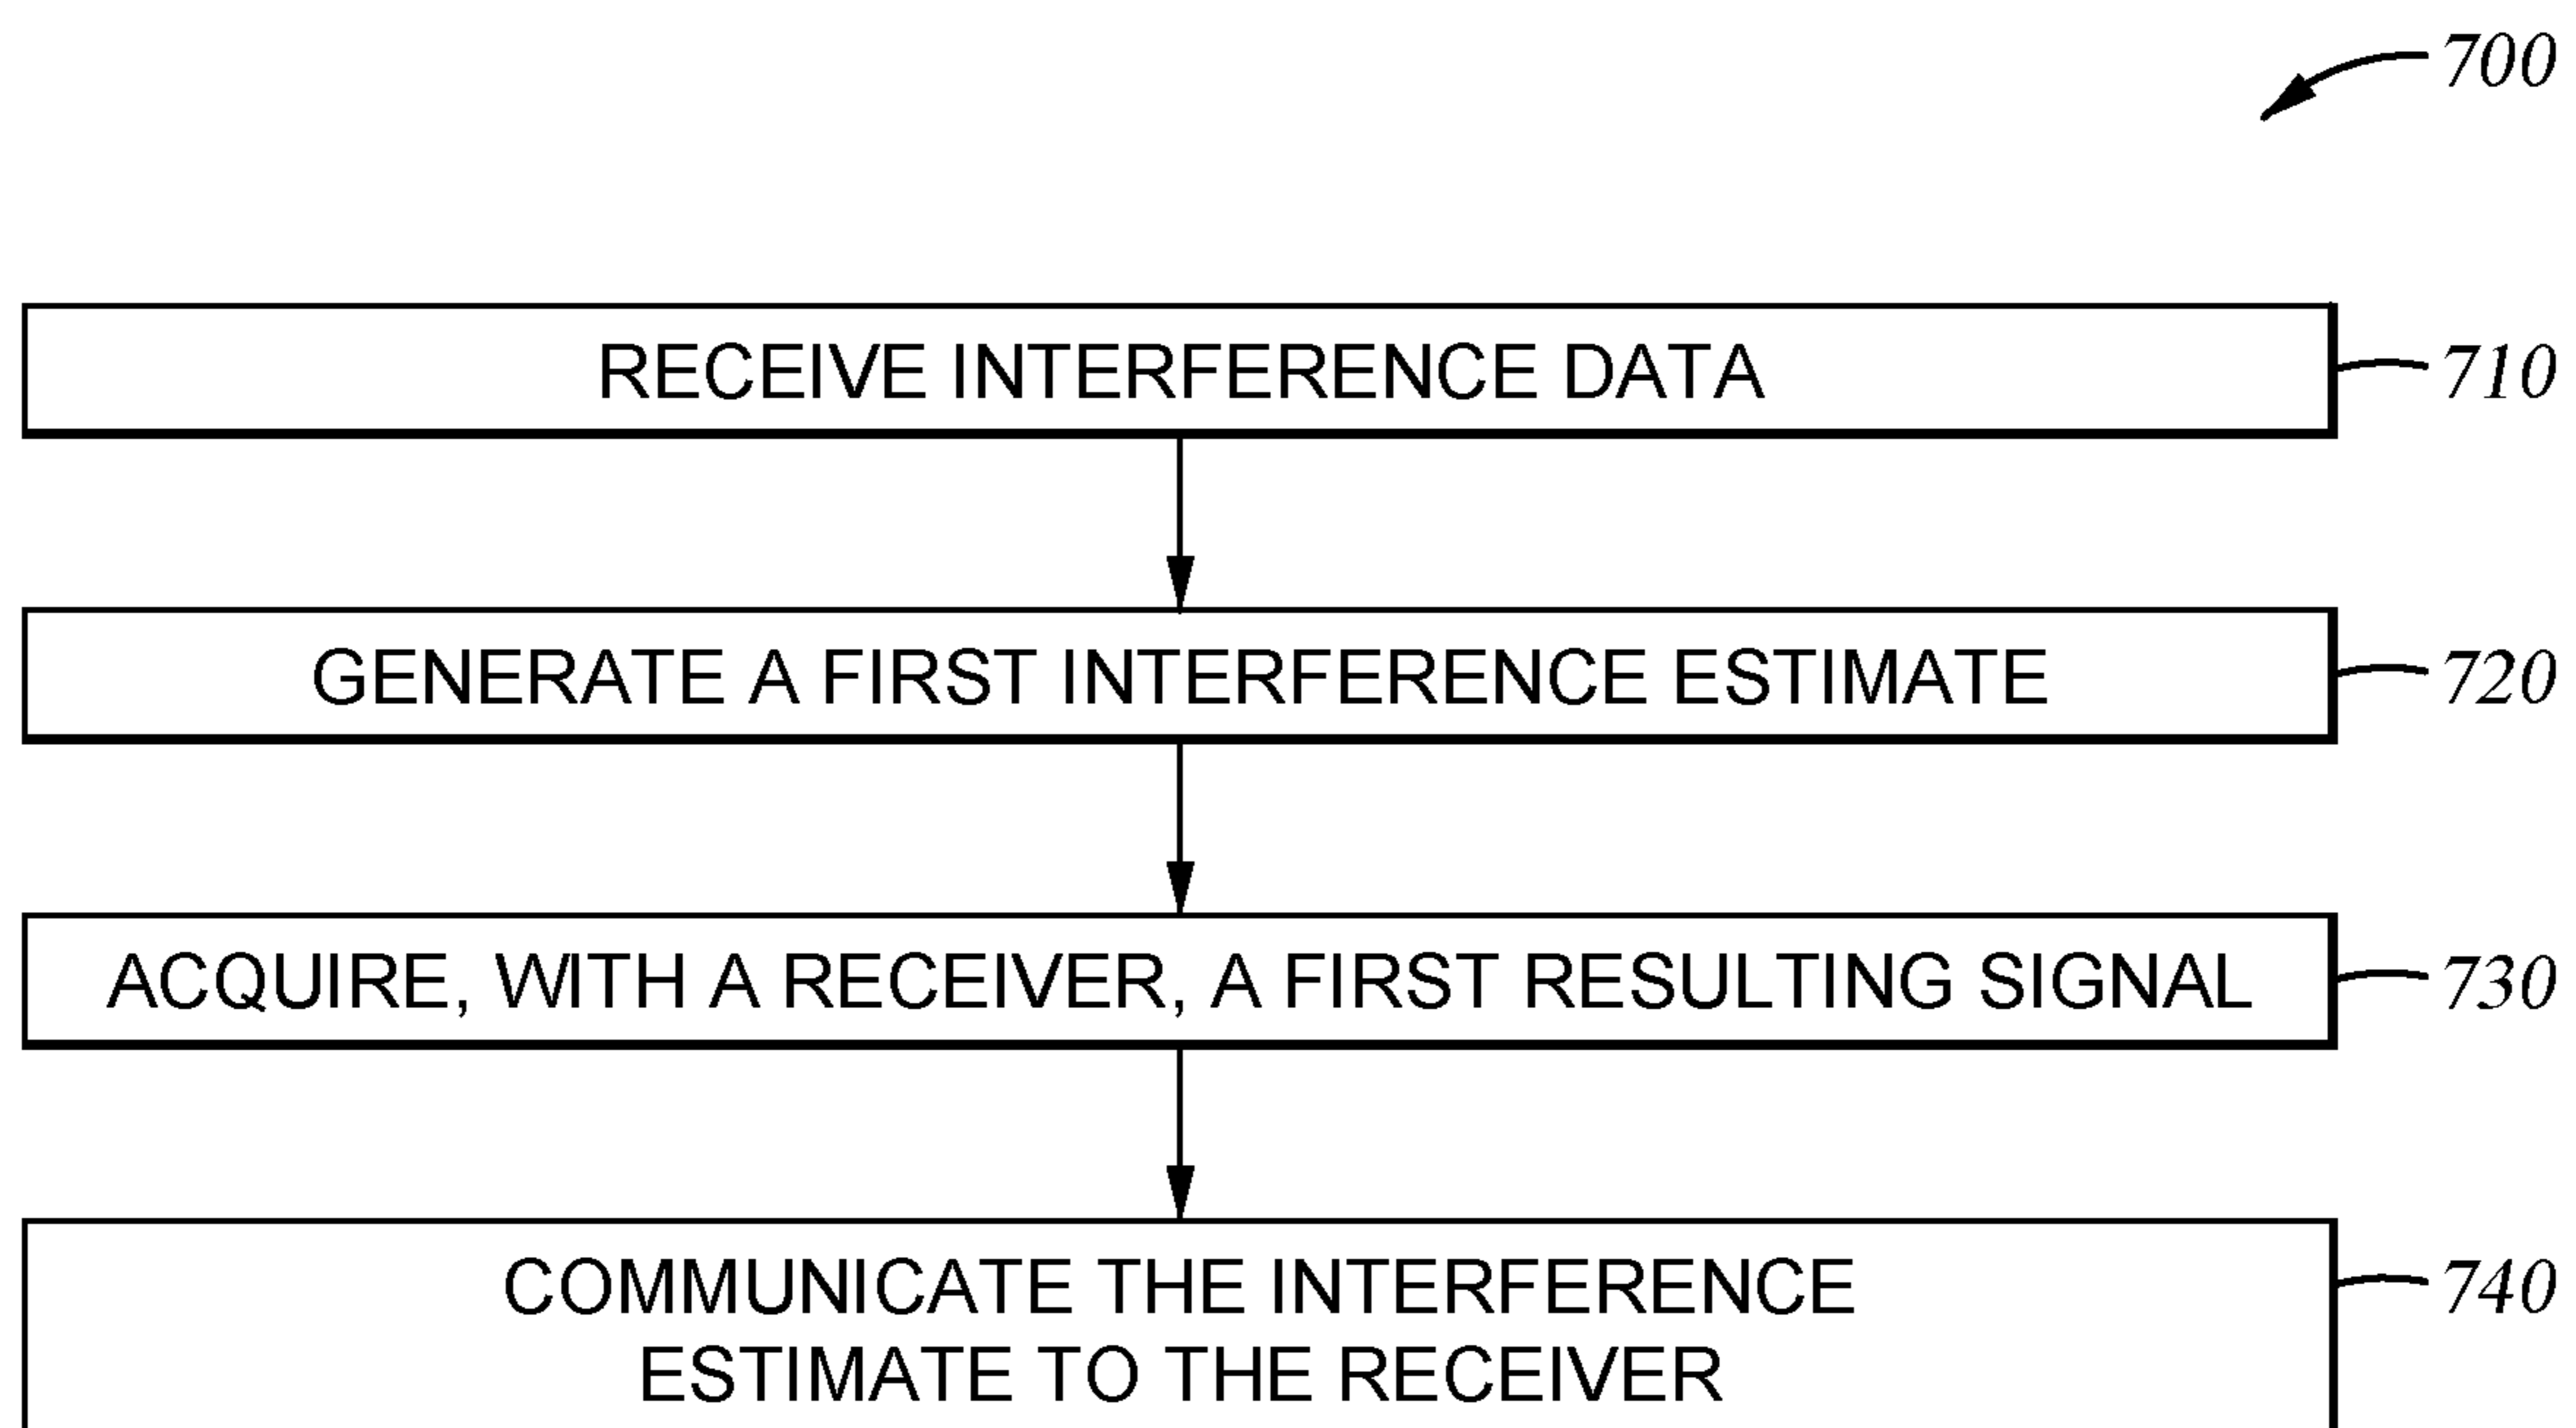 700
RECEIVE INTERFERENCE DATA
710
GENERATE A FIRST INTERFERENCE ESTIMATE
720
ACQUIRE, WITH A RECEIVER, A FIRST RESULTING SIGNAL
730
COMMUNICATE THE INTERFERENCE
ESTIMATE TO THE RECEIVER
740